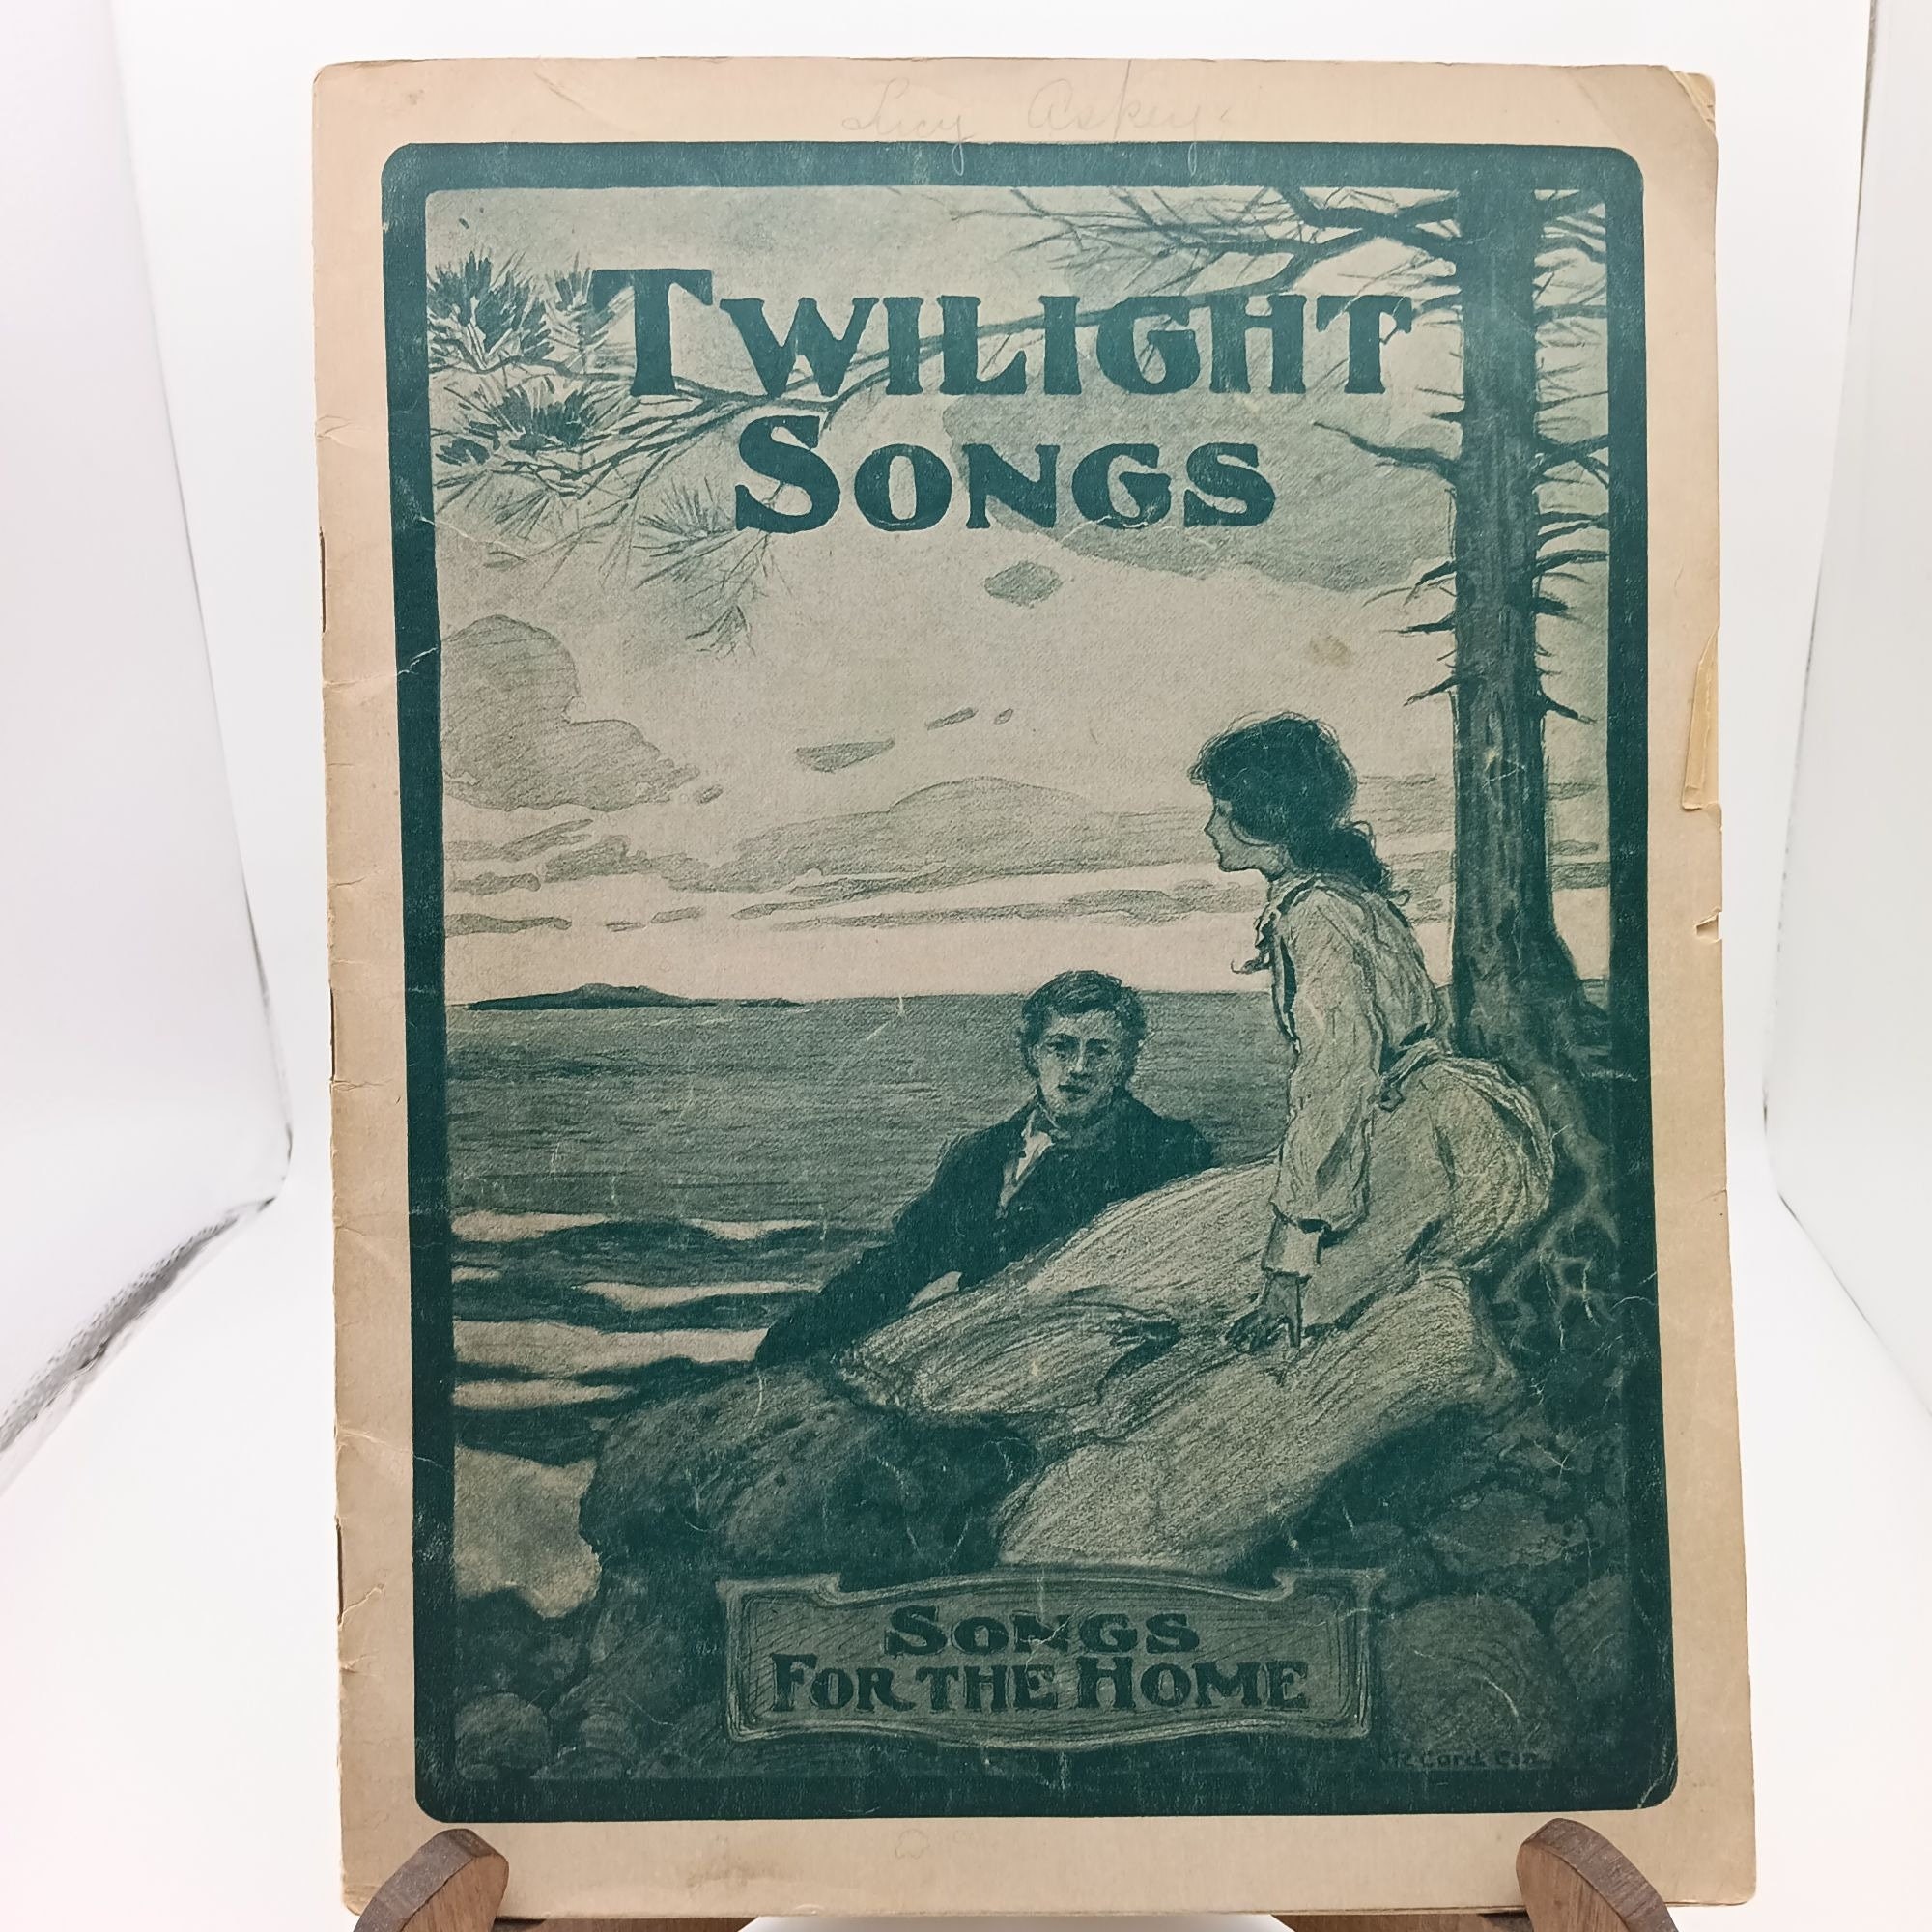 Lucy Askey
TWILIGHT
SONGS
SONGS
FOR THE HOME